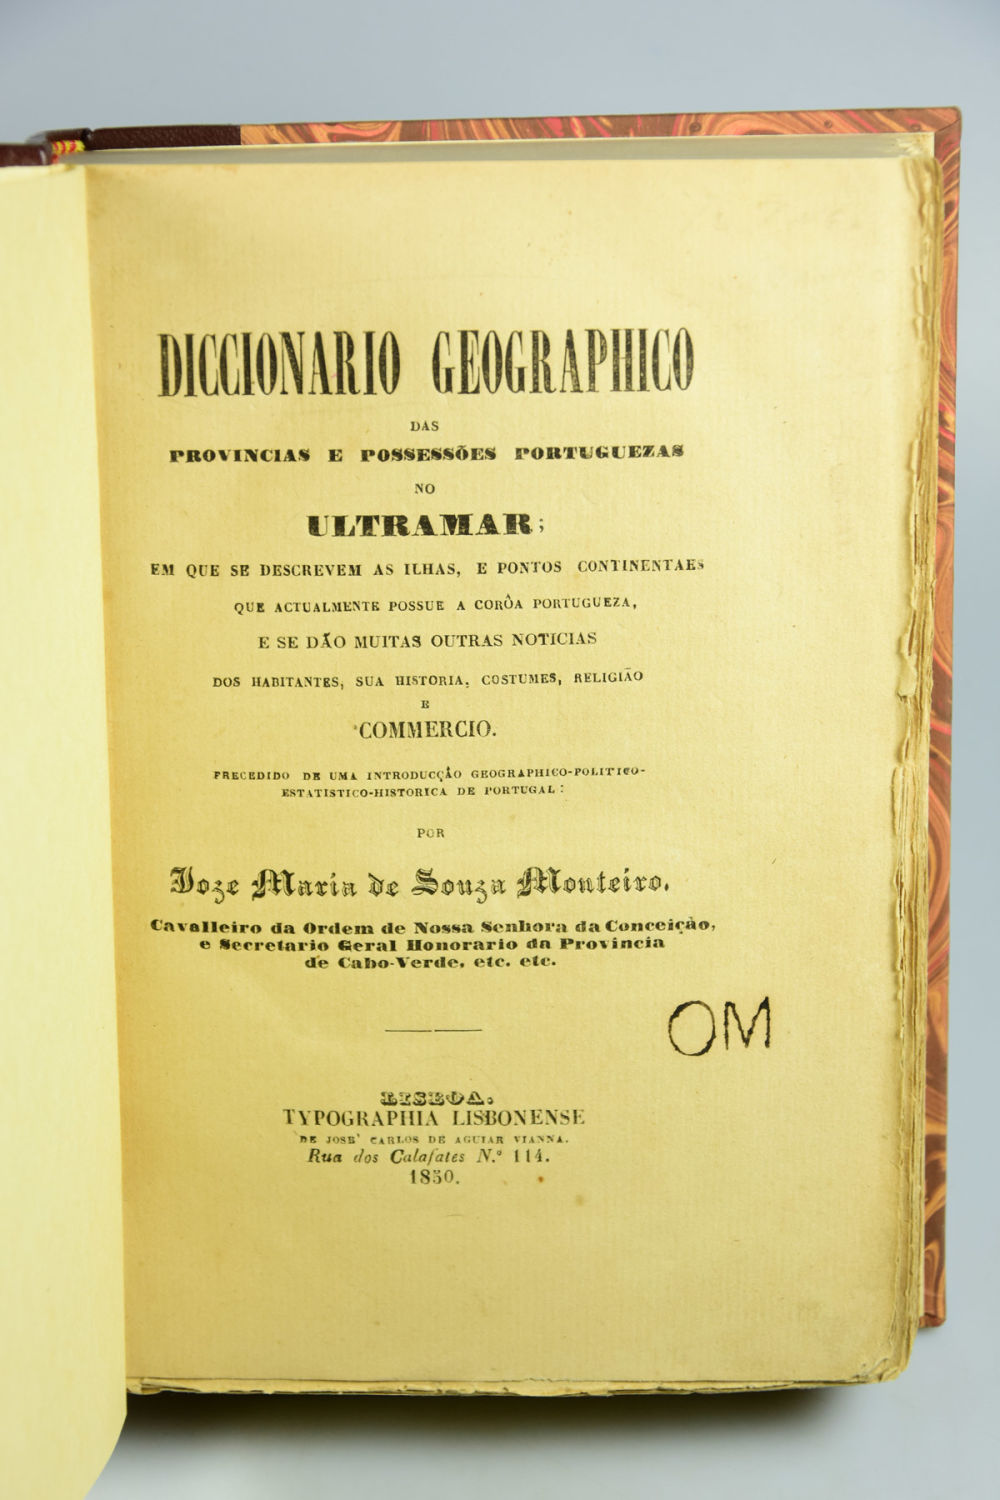 DICCIONARIO GEOGRAPHICO
DAS
PROVINCIAS E POSSESSÕES PORTUGUEZAS
NO
ULTRAMAR;
EM QUE SE DESCREVEM AS ILHAS, E PONTOS CONTINENTAES
QUE ACTUALMENTE POSSUE A CORÔA PORTUGUEZA,
E SE DÃO MUITAS OUTRAS NOTICIAS
DOS HABITANTES, SUA HISTORIA, COSTUMES, RELIGIÃO
E
COMMERCIO.
PRECEDIDO DE UMA INTRODUCÇÃO GEOGRAPHICO-POLITICO-
ESTATISTICO-HISTORICA DE PORTUGAL:
POR
Joze Maria de Souza Monteiro.
Cavalleiro da Ordem de Nossa Senhora da Conceição,
e Secretario Geral Honorario da Provincia
de Cabo-Verde, etc. etc.
OM
LISBOA.
TYPOGRAPHIA LISBONENSE
DE JOSE' CARLOS DE AGUIAR VIANNA.
Rua dos Calafates N.º 114.
1850.